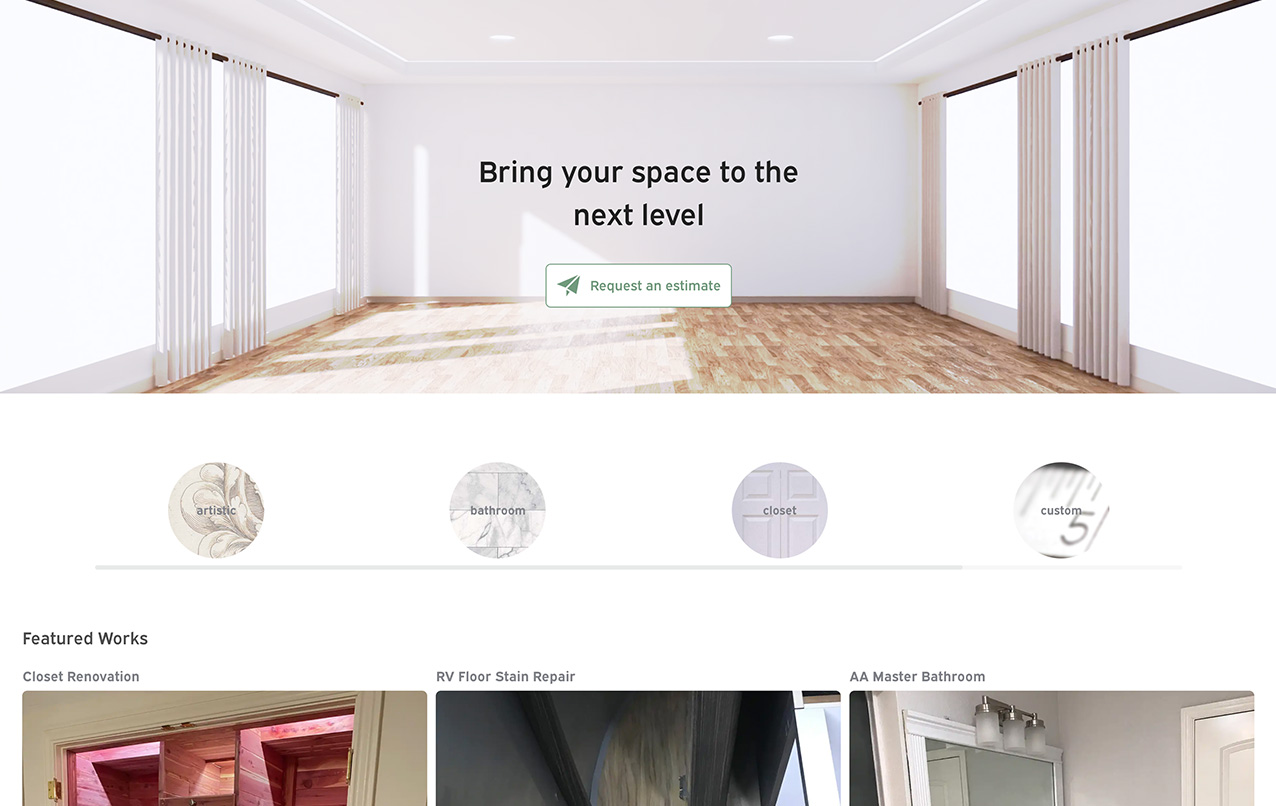 Bring your space to the
next level
Request an estimate
artistic
bathroom
closet
custom
5
Featured Works
Closet Renovation
RV Floor Stain Repair
AA Master Bathroom